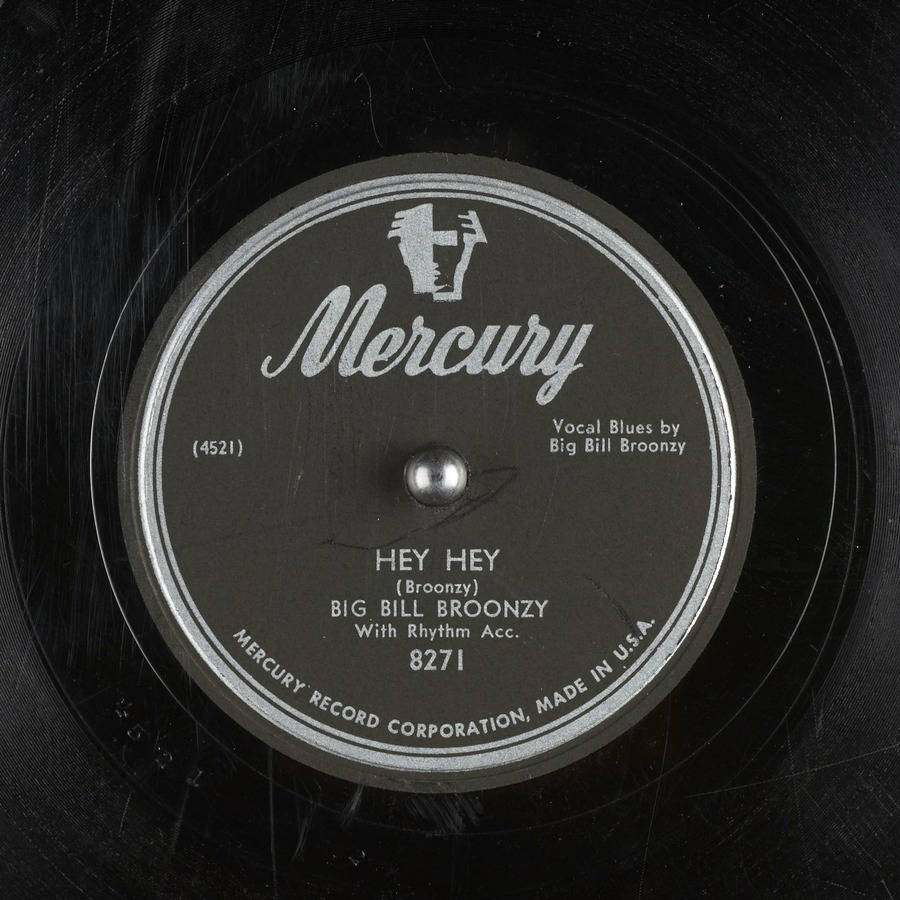 Mercury
(4521)
Vocal Blues by
Big Bill Broonzy
HEY HEY
(Broonzy)
BIG BILL BROONZY
With Rhythm Acc.
8271
MERCURY RECORD CORPORATION, MADE IN U.S.A.